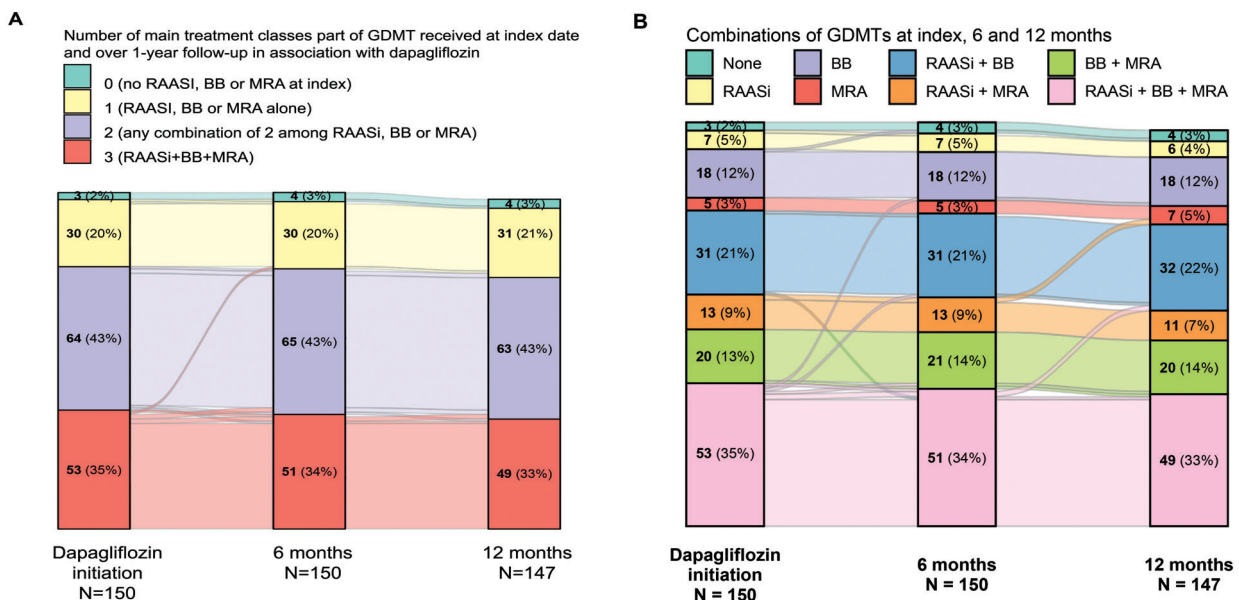 A
Number of main treatment classes part of GDMT received at index date
and over 1-year follow-up in association with dapagliflozin
0 (no RAASI, BB or MRA at index)
1 (RAASI, BB or MRA alone)
2 (any combination of 2 among RAASi, BB or MRA)
3 (RAASi+BB+MRA)
3 (2%)
4 (3%)
4 (3%)
30 (20%)
30 (20%)
31 (21%)
64 (43%)
65 (43%)
63 (43%)
53 (35%)
51 (34%)
49 (33%)
Dapagliflozin
initiation
N=150
6 months
N=150
12 months
N=147
B
Combinations of GDMTs at index, 6 and 12 months
None
BB
RAASi + BB
BB + MRA
RAASi
MRA
RAASi + MRA
RAASi + BB + MRA
3 (2%)
4 (3%)
4 (3%)
7 (5%)
7 (5%)
6 (4%)
18 (12%)
18 (12%)
18 (12%)
5 (3%)
5 (3%)
7 (5%)
31 (21%)
31 (21%)
32 (22%)
13 (9%)
13 (9%)
11 (7%)
20 (13%)
21 (14%)
20 (14%)
53 (35%)
51 (34%)
49 (33%)
Dapagliflozin
initiation
N = 150
6 months
N = 150
12 months
N = 147